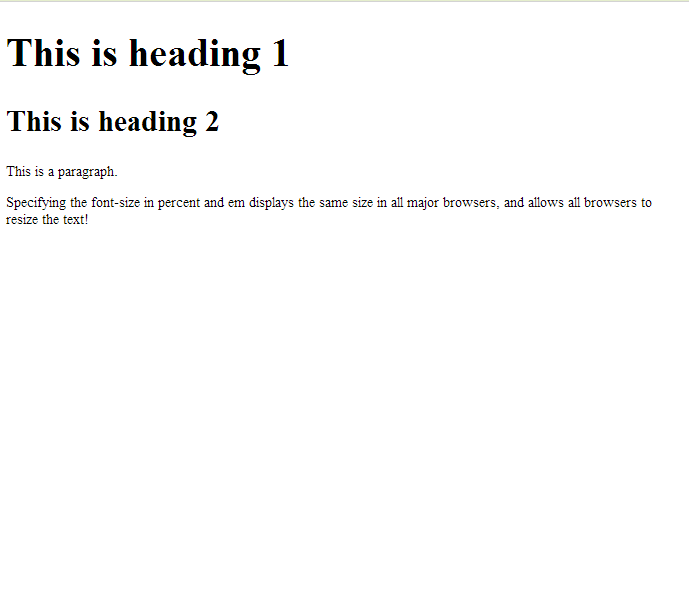 This is heading 1
This is heading 2
This is a paragraph.
Specifying the font-size in percent and em displays the same size in all major browsers, and allows all browsers to
resize the text!